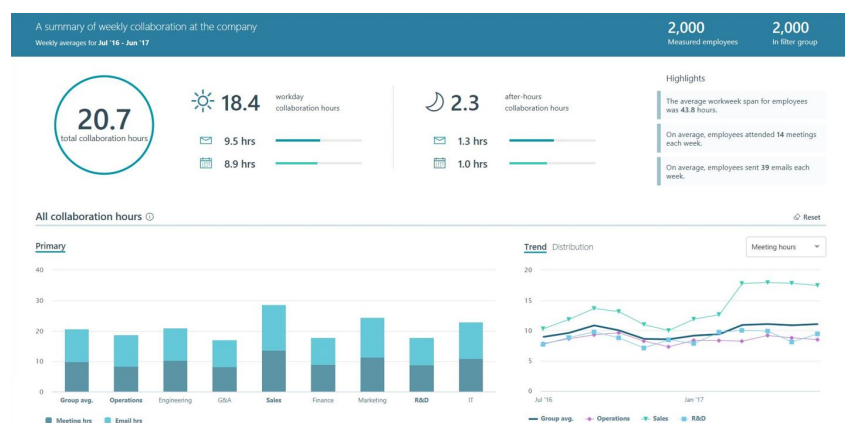 A summary of weekly collaboration at the company
Weekly averages for Jul '16 - Jun '17
2,000
Measured employees
2,000
In filter group
20.7
total collaboration hours
18.4
workday
collaboration hours
9.5 hrs
8.9 hrs
2.3
after-hours
collaboration hours
1.3 hrs
1.0 hrs
Highlights
The average workweek span for employees
was 43.8 hours.
On average, employees attended 14 meetings
each week.
On average, employees sent 39 emails each
week.
All collaboration hours
Reset
Primary
40
30
20
10
0
Group avg.
Operations
Engineering
G&A
Sales
Finance
Marketing
R&D
IT
Meeting hrs
Email hrs
Trend Distribution
Meeting hours
20
15
10
5
0
Jul '16
Jan '17
Group avg.
Operations
Sales
R&D